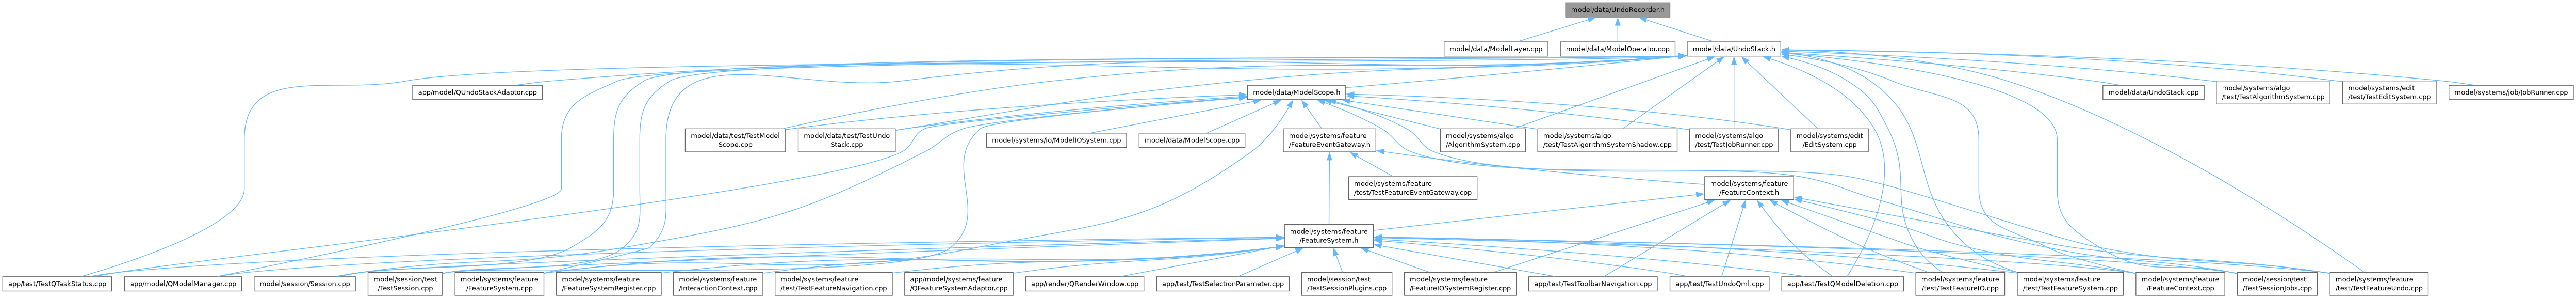 model/data/UndoRecorder.h
model/data/ModelLayer.cpp
model/data/ModelOperator.cpp
model/data/UndoStack.h
app/model/QUndoStackAdaptor.cpp
model/data/ModelScope.h
model/data/UndoStack.cpp
model/systems/algo
/test/TestAlgorithmSystem.cpp
model/systems/edit
/test/TestEditSystem.cpp
model/systems/job/JobRunner.cpp
model/data/test/TestModel
Scope.cpp
model/data/test/TestUndo
Stack.cpp
model/systems/io/ModelIOSystem.cpp
model/data/ModelScope.cpp
model/systems/feature
/FeatureEventGateway.h
model/systems/algo
/AlgorithmSystem.cpp
model/systems/algo
/test/TestAlgorithmSystemShadow.cpp
model/systems/algo
/test/TestJobRunner.cpp
model/systems/edit
/EditSystem.cpp
model/systems/feature
/test/TestFeatureEventGateway.cpp
model/systems/feature
/FeatureContext.h
model/systems/feature
/FeatureSystem.h
app/test/TestQTaskStatus.cpp
app/model/QModelManager.cpp
model/session/Session.cpp
model/session/test
/TestSession.cpp
model/systems/feature
/FeatureSystem.cpp
model/systems/feature
/FeatureSystemRegister.cpp
model/systems/feature
/InteractionContext.cpp
model/systems/feature
/test/TestFeatureNavigation.cpp
app/model/systems/feature
/QFeatureSystemAdaptor.cpp
app/render/QRenderWindow.cpp
app/test/TestSelectionParameter.cpp
model/session/test
/TestSessionPlugins.cpp
model/systems/feature
/FeatureIOSystemRegister.cpp
app/test/TestToolbarNavigation.cpp
app/test/TestUndoQml.cpp
app/test/TestQModelDeletion.cpp
model/systems/feature
/test/TestFeatureIO.cpp
model/systems/feature
/test/TestFeatureSystem.cpp
model/systems/feature
/FeatureContext.cpp
model/session/test
/TestSessionJobs.cpp
model/systems/feature
/test/TestFeatureUndo.cpp